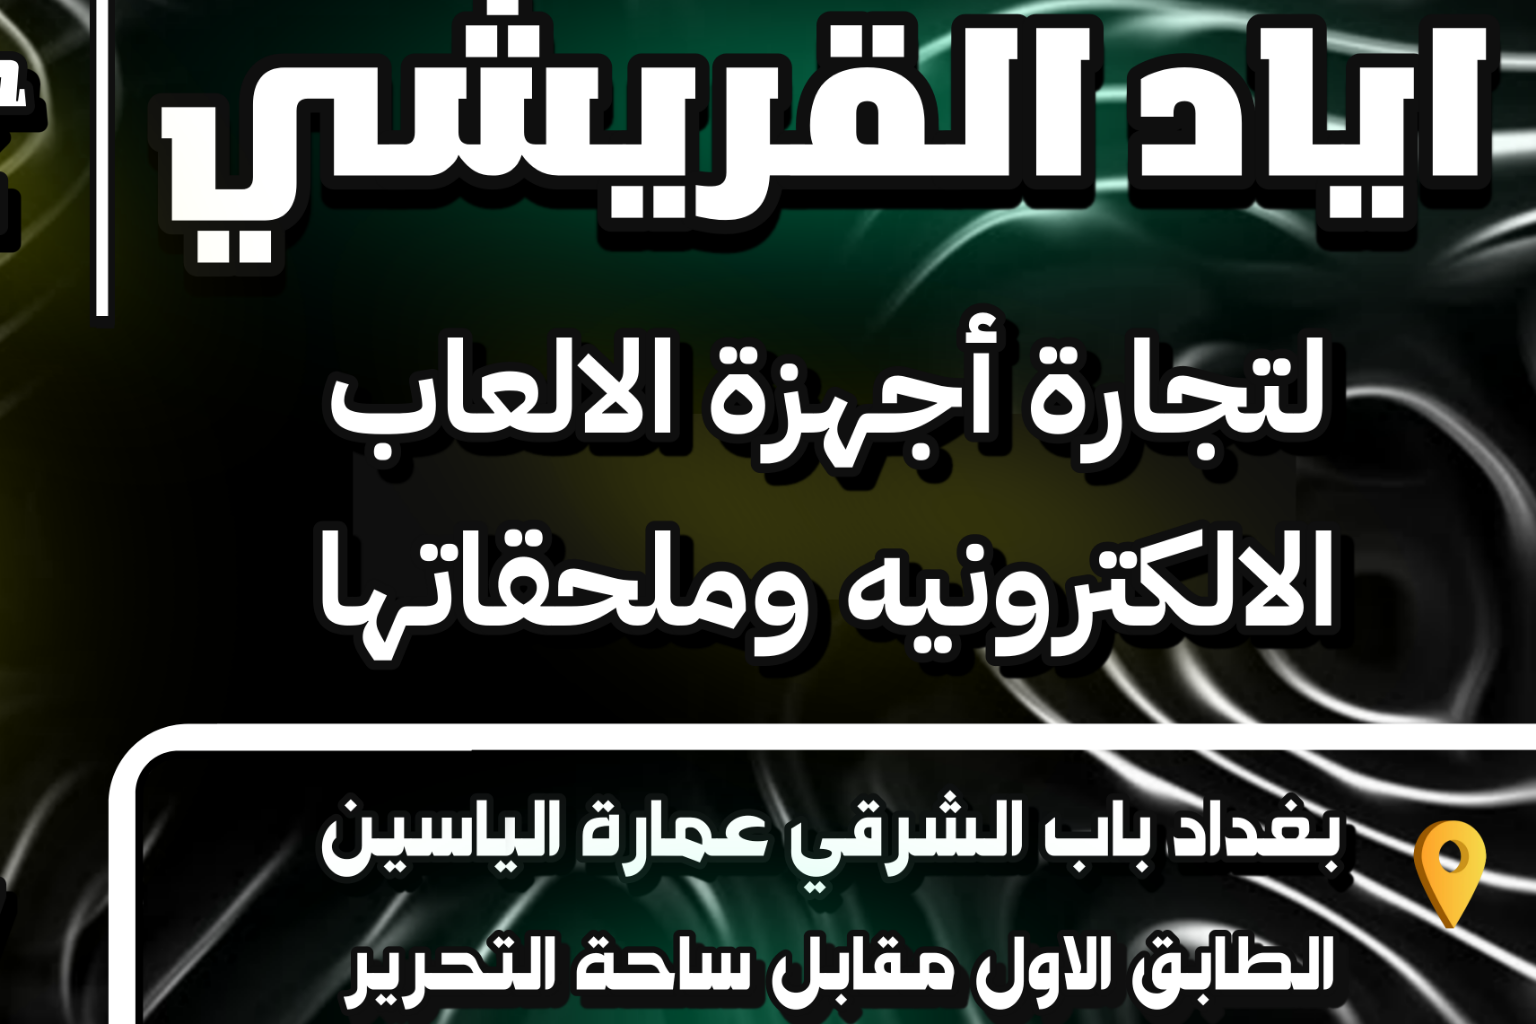 اياد القريشي
لتجارة أجهزة الالعاب
الالكترونيه وملحقاتها
بغداد باب الشرقي عمارة الياسين
الطابق الاول مقابل ساحة التحرير